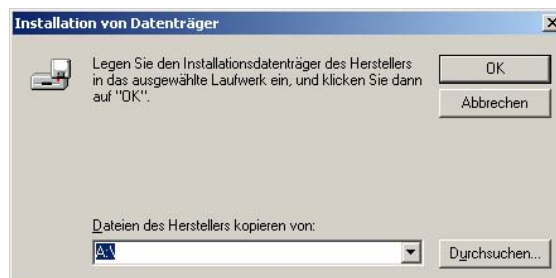 Installation von Datenträger
Legen Sie den Installationsdatenträger des Herstellers
in das ausgewählte Laufwerk ein, und klicken Sie dann
auf "OK".
OK
Abbrechen
Dateien des Herstellers kopieren von:
A:\
Durchsuchen...